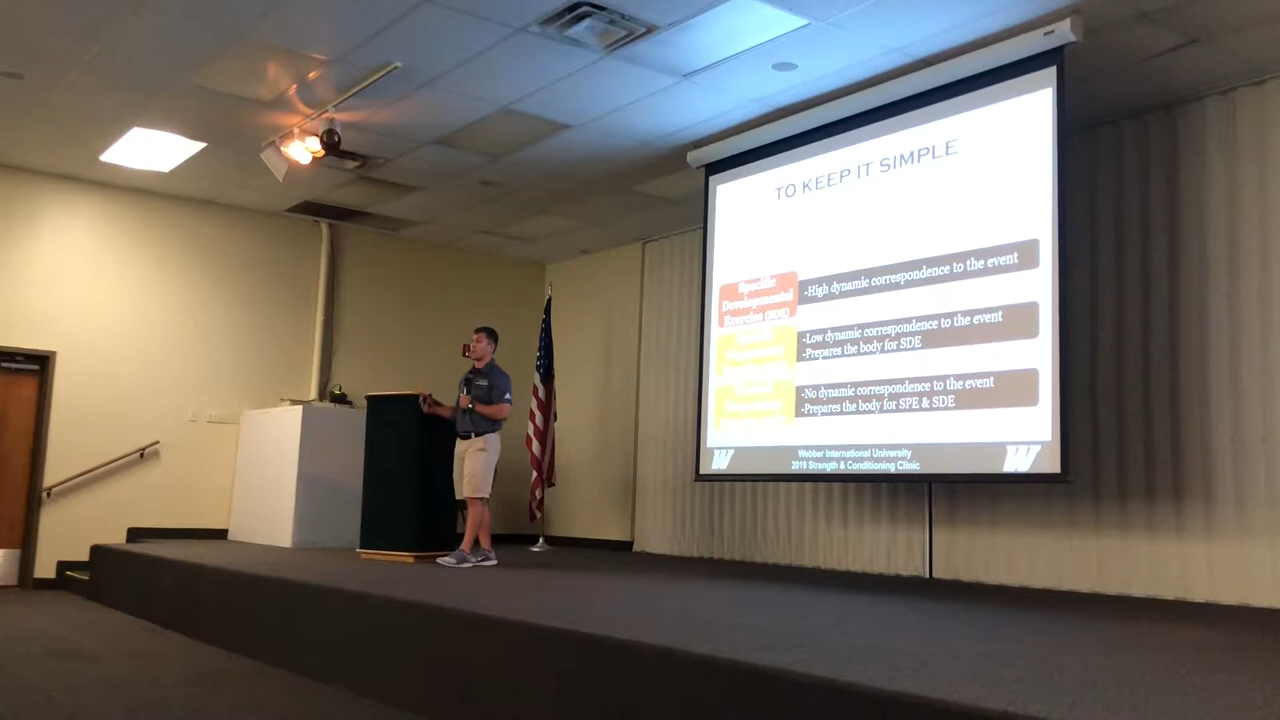 TO KEEP IT SIMPLE
Specific
Developmental
Exercise (SDE)
-High dynamic correspondence to the event
-Low dynamic correspondence to the event
-Prepares the body for SDE
-No dynamic correspondence to the event
-Prepares the body for SPE & SDE
W
Webber International University
2019 Strength & Conditioning Clinic
W